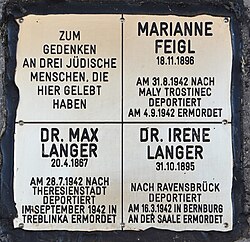 ZUM
GEDENKEN
AN DREI JÜDISCHE
MENSCHEN, DIE
HIER GELEBT
HABEN
MARIANNE
FEIGL
18.11.1896
AM 31.8.1942 NACH
MALY TROSTINEC
DEPORTIERT
AM 4.9.1942 ERMORDET
DR. MAX
LANGER
20.4.1867
AM 28.7.1942 NACH
THERESIENSTADT
DEPORTIERT
IM SEPTEMBER 1942 IN
TREBLINKA ERMORDET
DR. IRENE
LANGER
31.10.1895
NACH RAVENSBRÜCK
DEPORTIERT
AM 16.3.1942 IN BERNBURG
AN DER SAALE ERMORDET